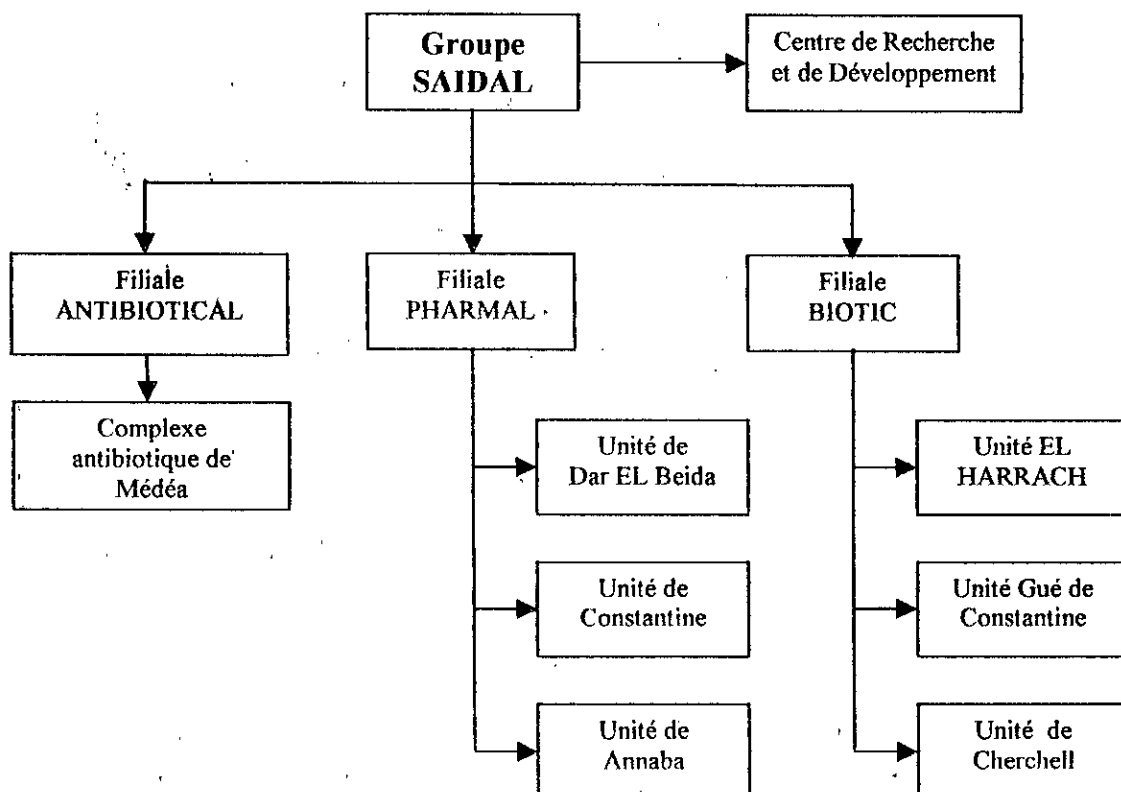 Groupe
SAIDAL
Centre de Recherche
et de Développement
Filiale
ANTIBIOTICAL
Filiale
PHARMAL
Filiale
BIOTIC
Complexe
antibiotique de
Médéa
Unité de
Dar EL Beida
Unité EL
HARRACH
Unité de
Constantine
Unité Gué de
Constantine
Unité de
Annaba
Unité de
Cherchell